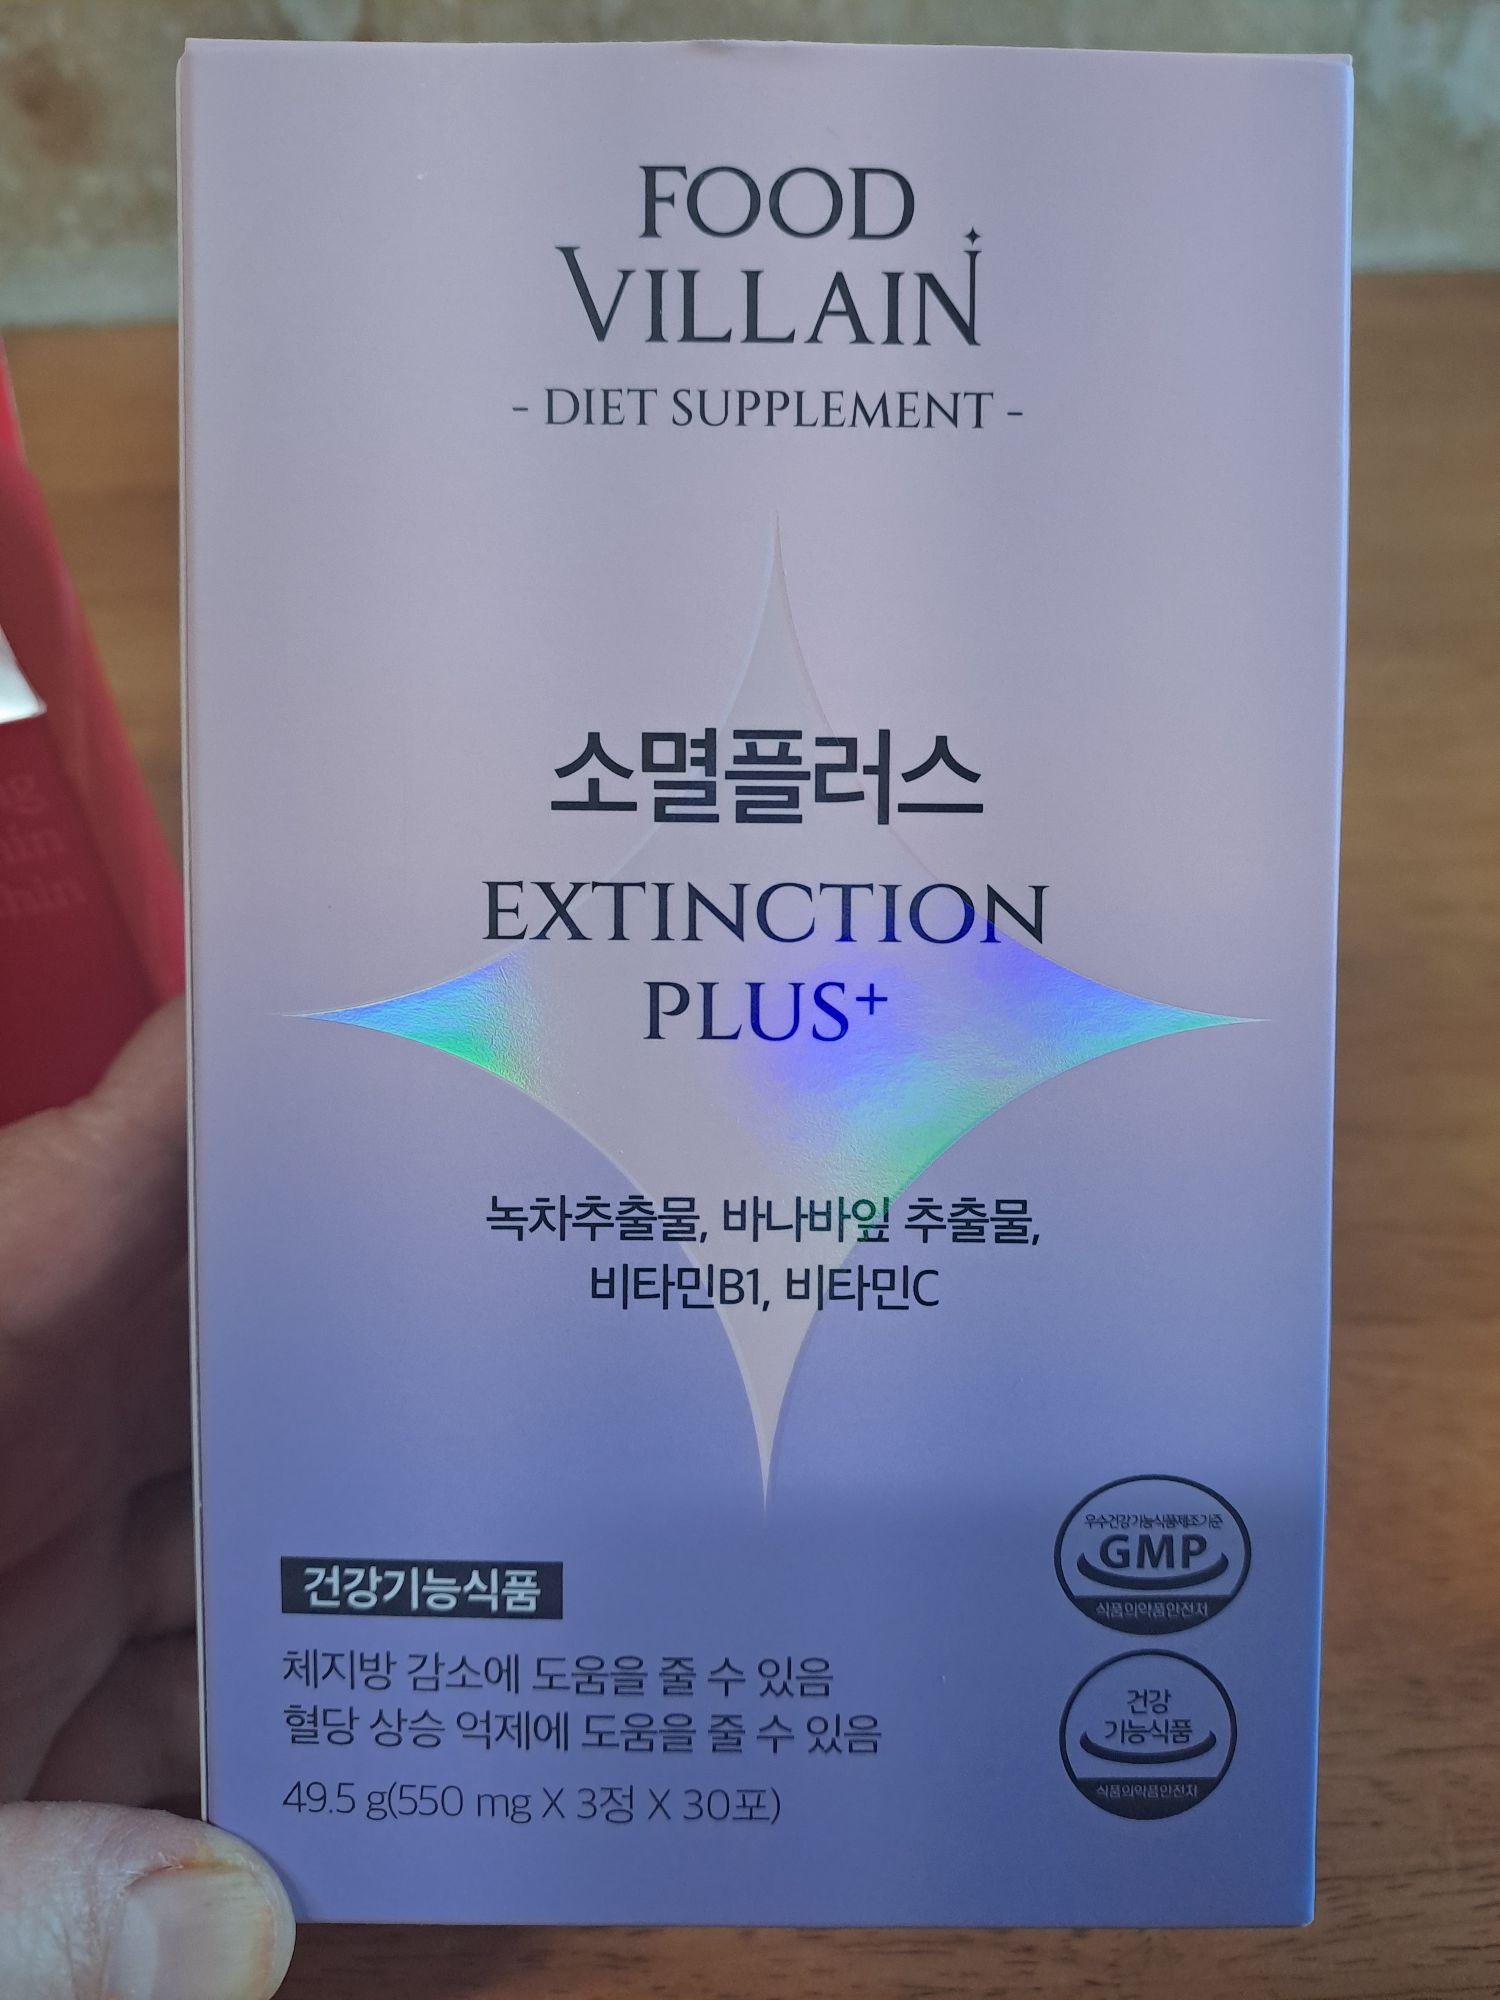 FOOD
VILLAIN
- DIET SUPPLEMENT -
소멸플러스
EXTINCTION
PLUS+
녹차추출물, 바나바잎 추출물,
비타민B1, 비타민C
우수건강기능식품제조기준
GMP
식품의약품안전처
건강기능식품
체지방 감소에 도움을 줄 수 있음
혈당 상승 억제에 도움을 줄 수 있음
49.5 g(550 mg X 3정 X 30포)
건강
기능식품
식품의약품안전처